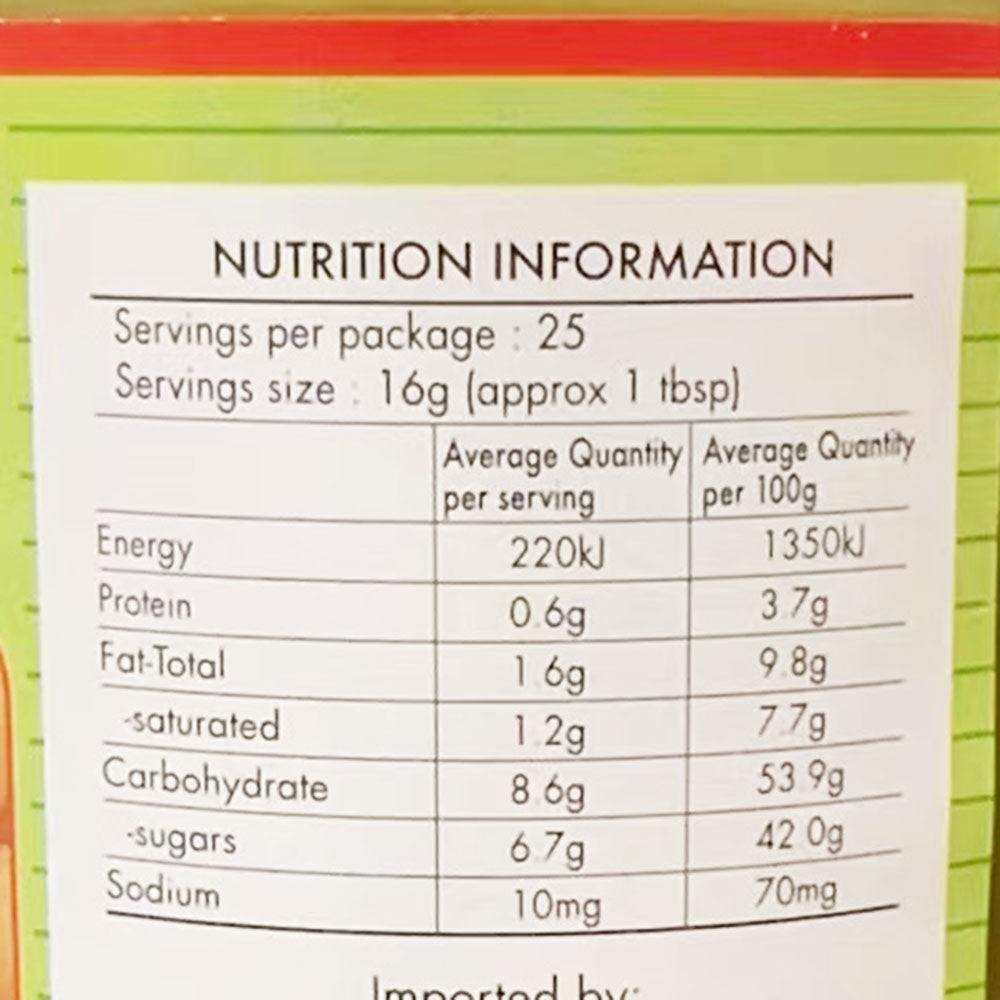 NUTRITION INFORMATION
Servings per package : 25
Servings size : 16g (approx 1 tbsp)
Average Quantity per serving Average Quantity per 100g
Energy 220kJ 1350kJ
Protein 0.6g 3.7g
Fat-Total 1.6g 9.8g
-saturated 1.2g 7.7g
Carbohydrate 8.6g 53.9g
-sugars 6.7g 42.0g
Sodium 10mg 70mg
Imported by: